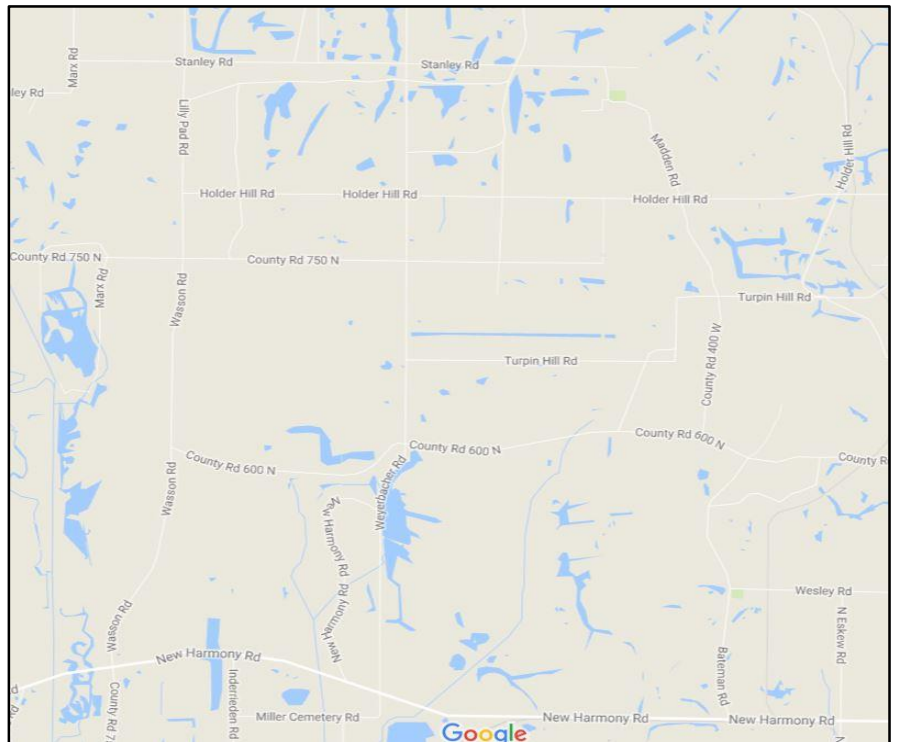 Stanley Rd
Stanley Rd
Marx Rd
ley Rd
Lilly Pad Rd
Madden Rd
Holder Hill Rd
Holder Hill Rd
Holder Hill Rd
Holder Hill Rd
County Rd 750 N
County Rd 750 N
Marx Rd
Wasson Rd
Turpin Hill Rd
County Rd 400 W
Turpin Hill Rd
County Rd 600 N
County Rd 600 N
County R
County Rd 600 N
Wasson Rd
Weyerbacher Rd
New Harmony Rd
New Harmony Rd
Wesley Rd
N Eskew Rd
Wasson Rd
New Harmony Rd
Bateman Rd
Inderrieden Rd
County Rd 7
d
Rd
Miller Cemetery Rd
Google
New Harmony Rd
New Harmony Rd
N